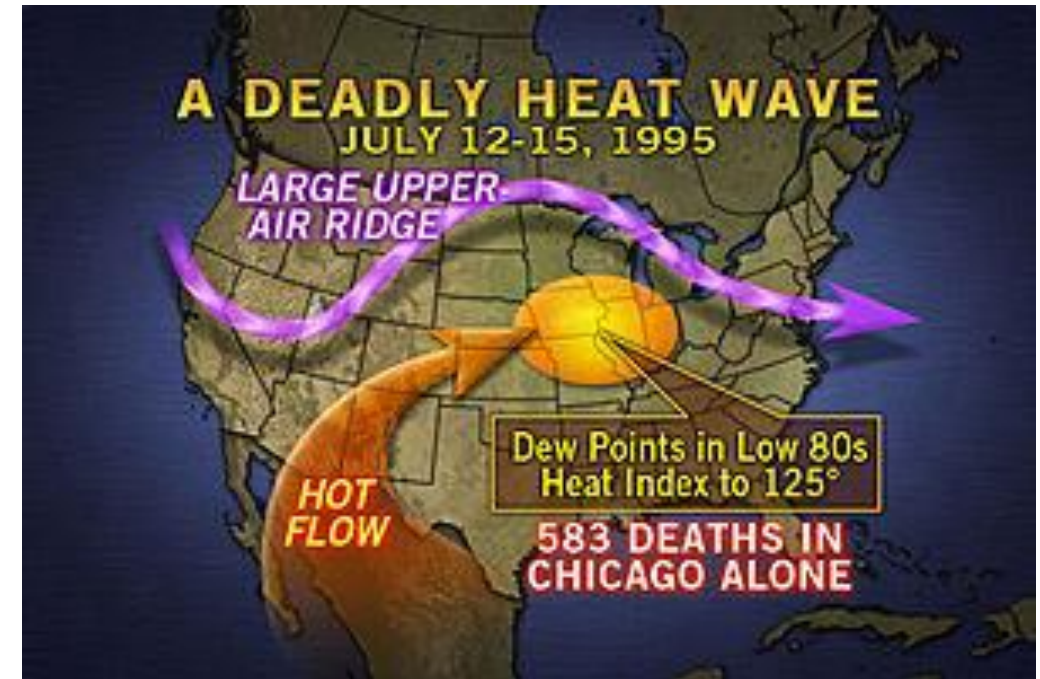 A DEADLY HEAT WAVE
JULY 12-15, 1995
LARGE UPPER-
AIR RIDGE
Dew Points in Low 80s
Heat Index to 125°
HOT
FLOW
583 DEATHS IN
CHICAGO ALONE